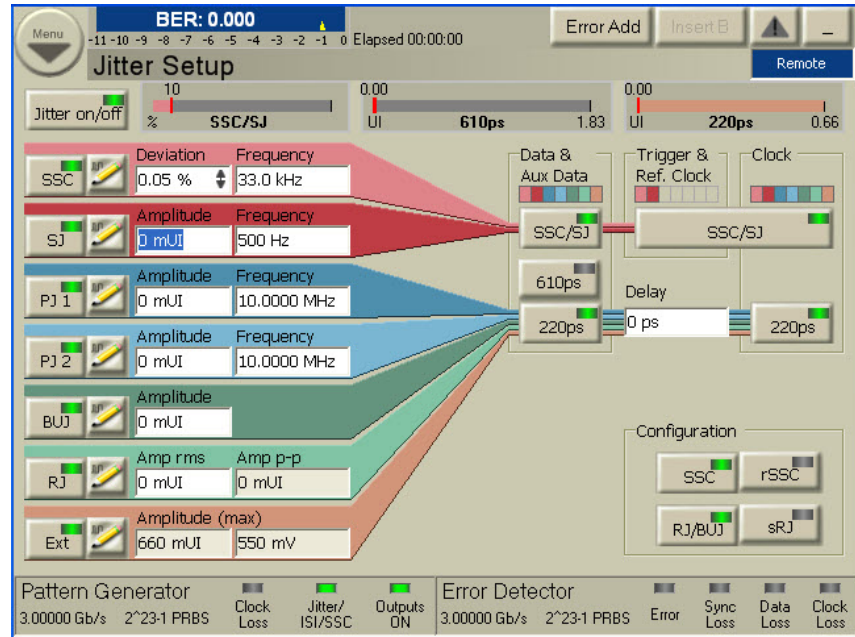 Menu
BER: 0.000
-11 -10 -9 -8 -7 -6 -5 -4 -3 -2 -1 0
Elapsed 00:00:00
Error Add
Insert B
_
Jitter Setup
Remote
Jitter on/off
10
% SSC/SJ
0.00
UI 610ps 1.83
0.00
UI 220ps 0.66
SSC
Deviation Frequency
0.05 % 33.0 kHz
SJ
Amplitude Frequency
0 mUI 500 Hz
PJ 1
Amplitude Frequency
0 mUI 10.0000 MHz
PJ 2
Amplitude Frequency
0 mUI 10.0000 MHz
BUJ
Amplitude
0 mUI
RJ
Amp rms Amp p-p
0 mUI 0 mUI
Ext
Amplitude (max)
660 mUI 550 mV
Data &
Aux Data
Trigger &
Ref. Clock
Clock
SSC/SJ
SSC/SJ
610ps
220ps
Delay
0 ps
220ps
Configuration
SSC
rSSC
RJ/BUJ
sRJ
Pattern Generator
3.00000 Gb/s 2^23-1 PRBS
Clock
Loss
Jitter/
ISI/SSC
Outputs
ON
Error Detector
3.00000 Gb/s 2^23-1 PRBS
Error
Sync
Loss
Data
Loss
Clock
Loss